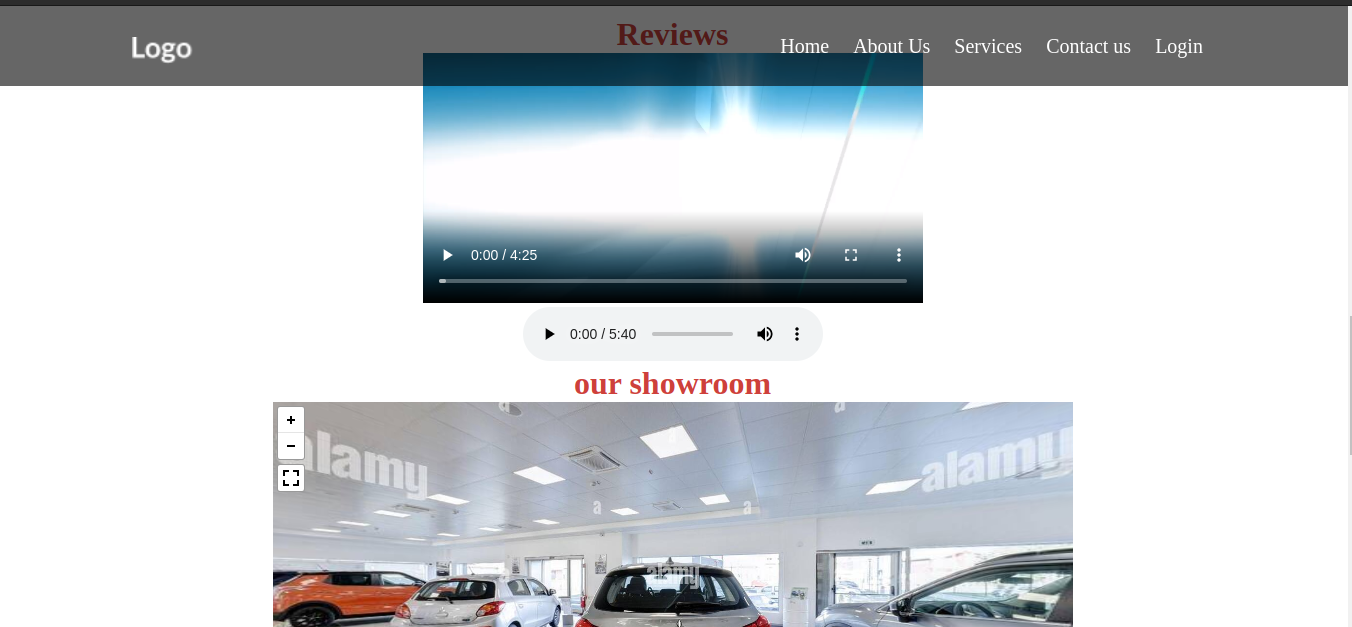 Reviews
Logo
Home About Us Services Contact us Login
0:00 / 4:25
0:00 / 5:40
our showroom
+
−
alamy
alamy
a
a
a
a
a
alamy